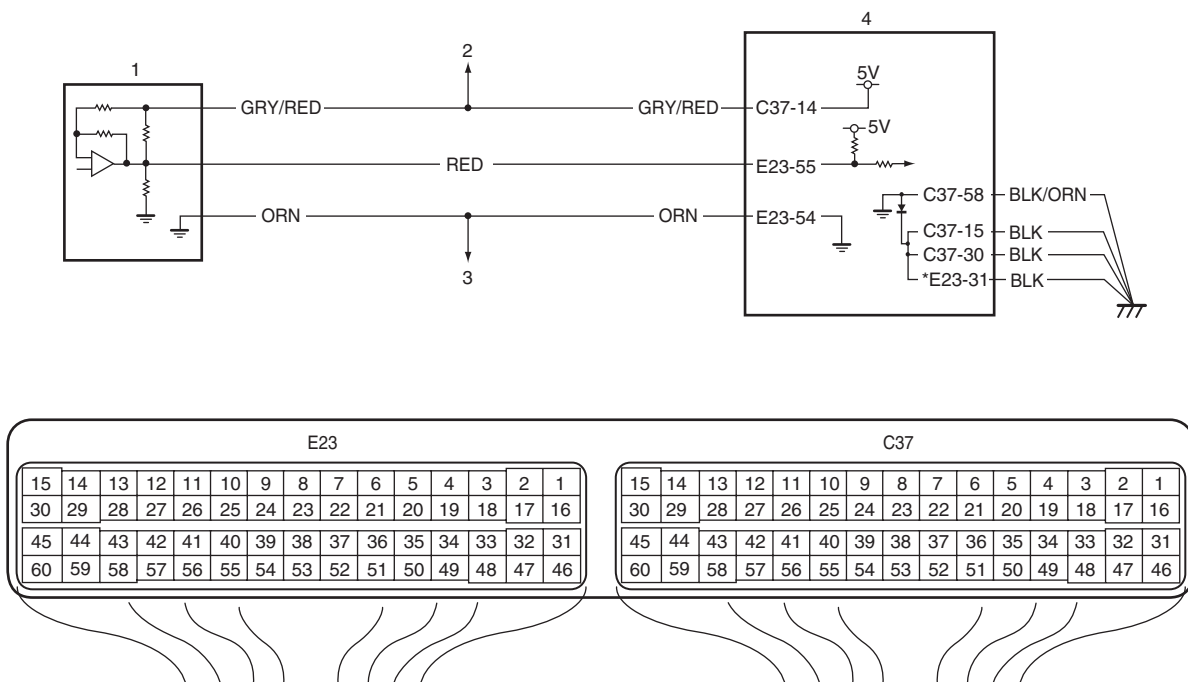 4
1
2
5V
GRY/RED
GRY/RED
C37-14
5V
RED
E23-55
C37-58
BLK/ORN
ORN
ORN
E23-54
C37-15
BLK
C37-30
BLK
3
*E23-31
BLK
E23
C37
15 14 13 12 11 10 9 8 7 6 5 4 3 2 1
15 14 13 12 11 10 9 8 7 6 5 4 3 2 1
30 29 28 27 26 25 24 23 22 21 20 19 18 17 16
30 29 28 27 26 25 24 23 22 21 20 19 18 17 16
45 44 43 42 41 40 39 38 37 36 35 34 33 32 31
45 44 43 42 41 40 39 38 37 36 35 34 33 32 31
60 59 58 57 56 55 54 53 52 51 50 49 48 47 46
60 59 58 57 56 55 54 53 52 51 50 49 48 47 46